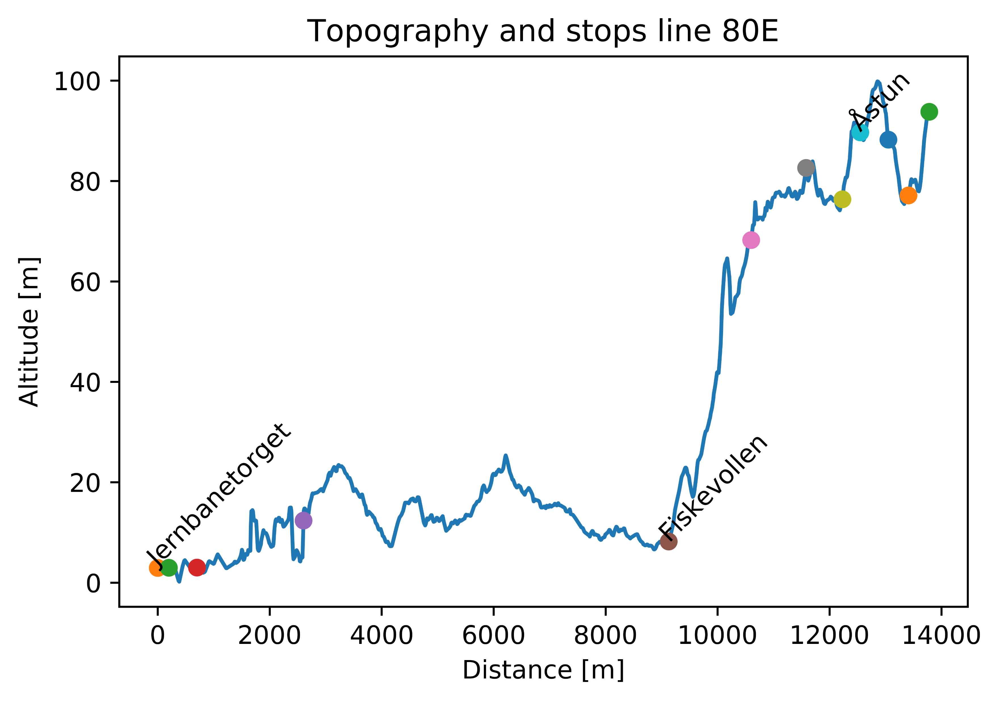 Topography and stops line 80E
100
80
60
40
20
0
Altitude [m]
Jernbanetorget
Fiskevollen
Åstun
0 2000 4000 6000 8000 10000 12000 14000
Distance [m]